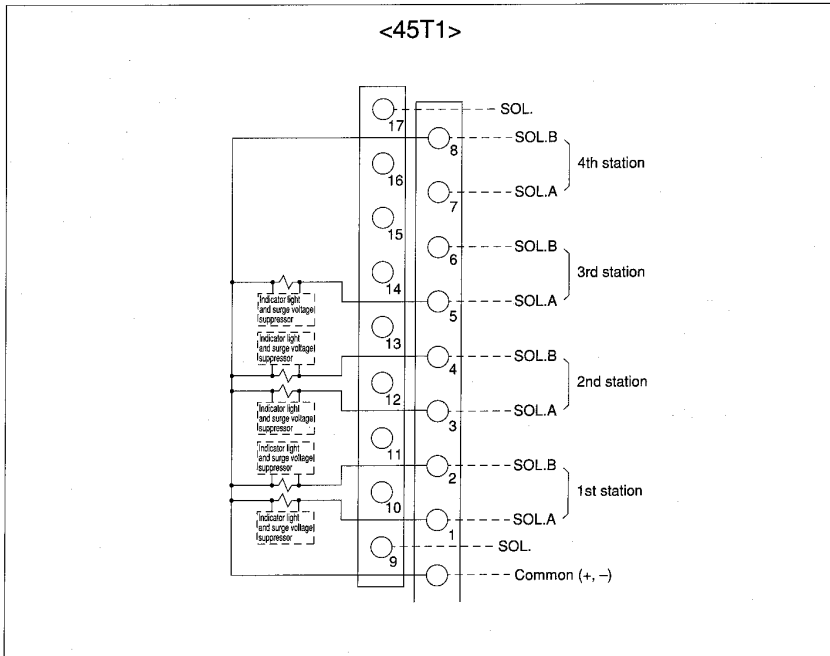 <45T1>
17 SOL.
8 SOL.B
4th station
16
7 SOL.A
15
6 SOL.B
3rd station
14
5 SOL.A
Indicator light
and surge voltage
suppressor
13
Indicator light
and surge voltage
suppressor
4 SOL.B
2nd station
12
3 SOL.A
Indicator light
and surge voltage
suppressor
11
Indicator light
and surge voltage
suppressor
2 SOL.B
1st station
10
1 SOL.A
Indicator light
and surge voltage
suppressor
9 SOL.
Common (+, –)